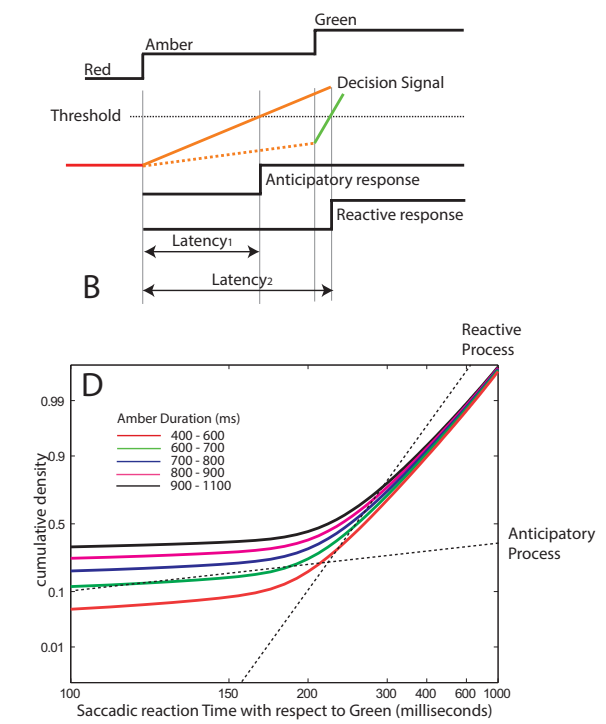 Green
Amber
Red
Decision Signal
Threshold
Anticipatory response
Reactive response
Latency1
Latency2
B
Reactive
Process
D
0.99
Amber Duration (ms)
400 - 600
600 - 700
700 - 800
800 - 900
900 - 1100
0.9
0.5
cumulative density
Anticipatory
Process
0.1
0.01
100 150 200 300 400 600 1000
Saccadic reaction Time with respect to Green (milliseconds)